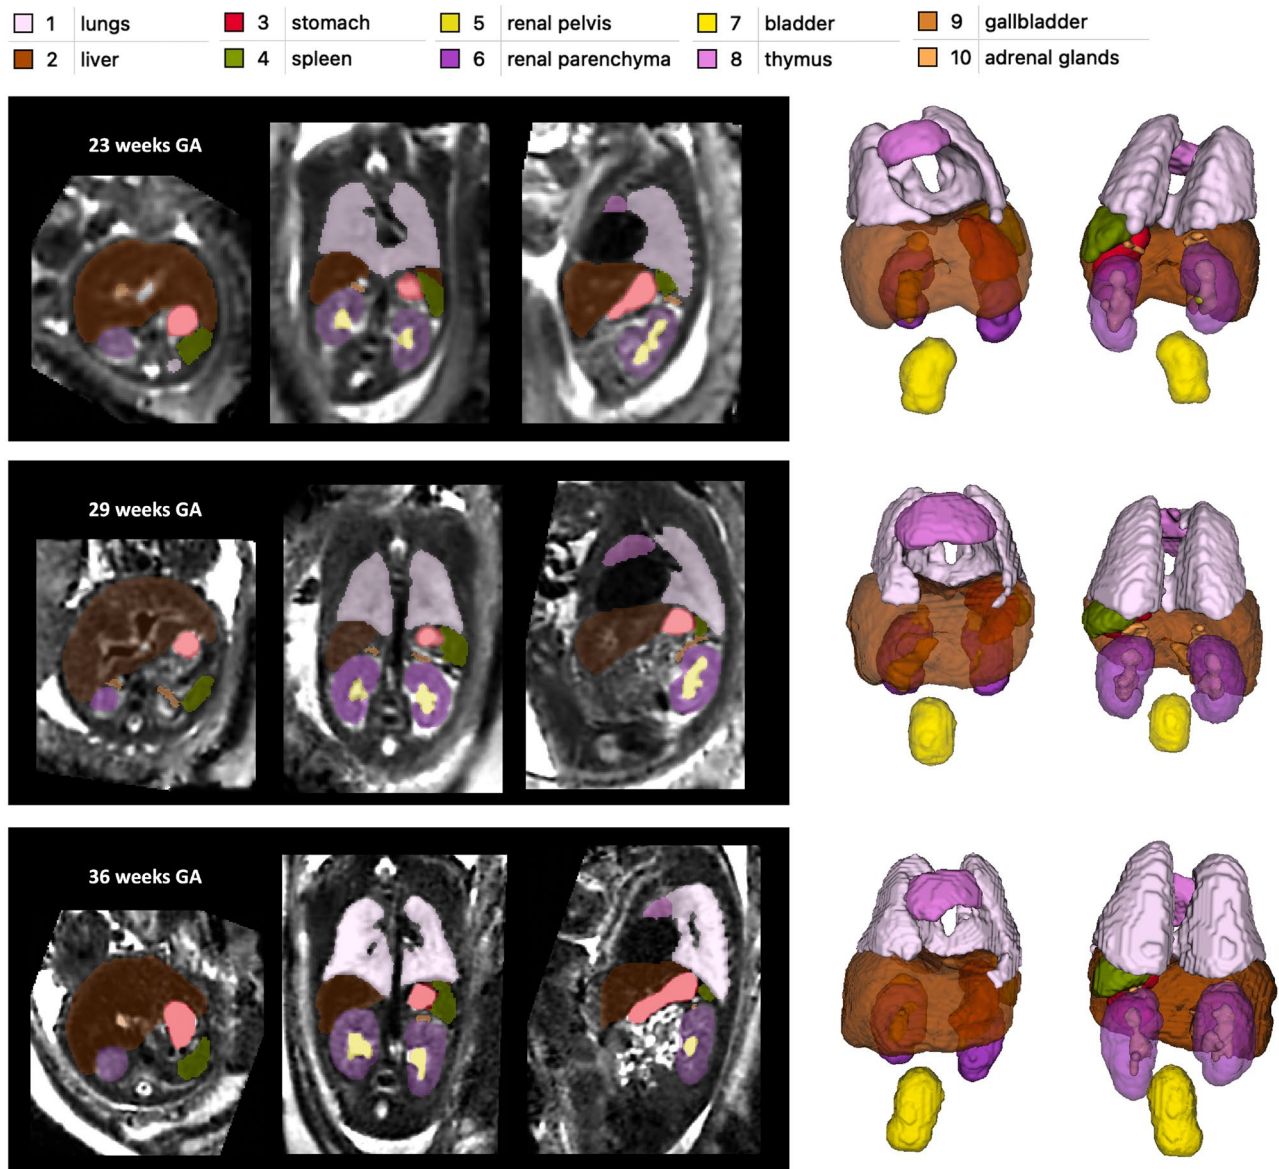 1 lungs 3 stomach 5 renal pelvis 7 bladder 9 gallbladder
2 liver 4 spleen 6 renal parenchyma 8 thymus 10 adrenal glands
23 weeks GA
29 weeks GA
36 weeks GA